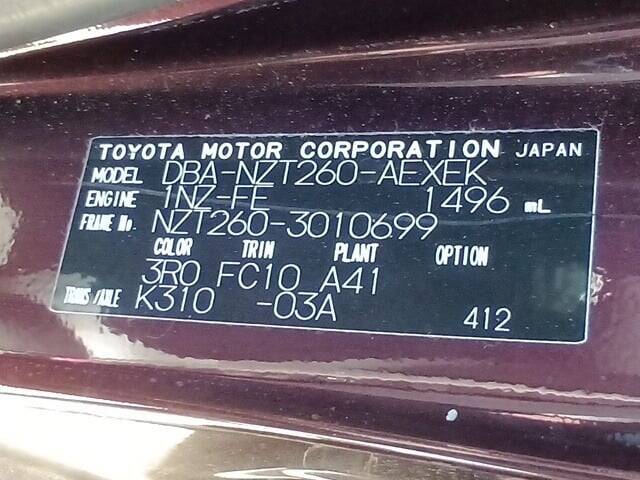 TOYOTA MOTOR CORPORATION JAPAN
MODEL DBA-NZT260-AEXEK
ENGINE 1NZ-FE 1496 mL
FRAME No. NZT260-3010699
COLOR TRIM PLANT OPTION
3R0 FC10 A41
TRANS/AXLE K310 -03A
412